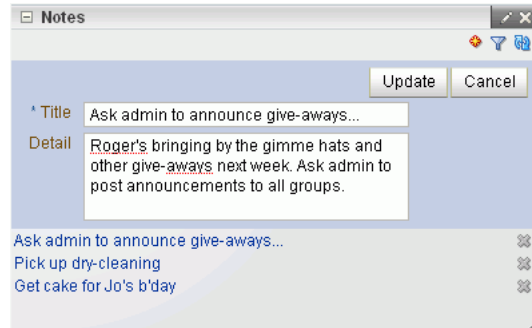 Notes
Update Cancel
* Title Ask admin to announce give-aways...
Detail Roger's bringing by the gimme hats and
other give-aways next week. Ask admin to
post announcements to all groups.
Ask admin to announce give-aways...
Pick up dry-cleaning
Get cake for Jo's b'day